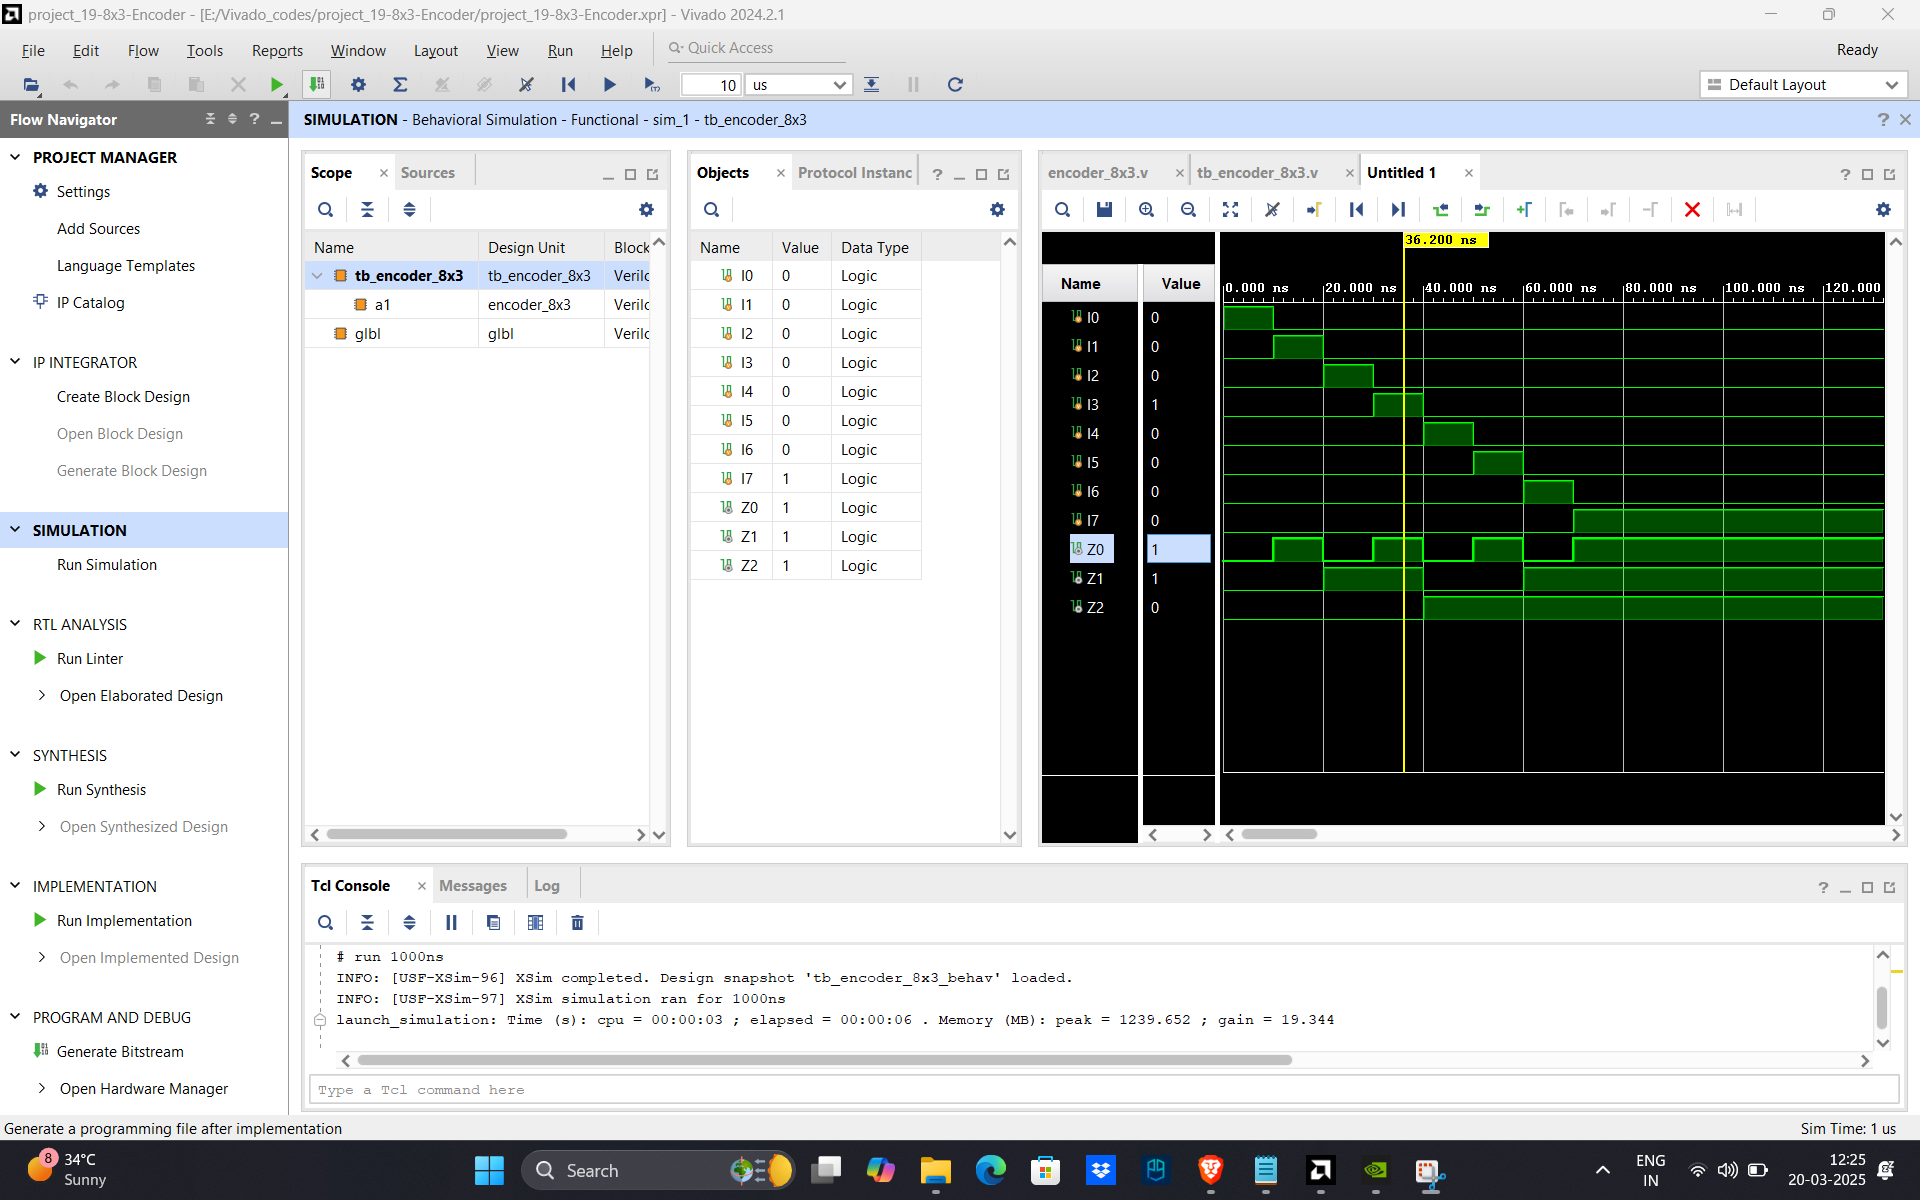 project_19-8x3-Encoder - [E:/Vivado_codes/project_19-8x3-Encoder/project_19-8x3-Encoder.xpr] - Vivado 2024.2.1
File Edit Flow Tools Reports Window Layout View Run Help Quick Access Ready
10 us Default Layout
Flow Navigator
SIMULATION - Behavioral Simulation - Functional - sim_1 - tb_encoder_8x3
PROJECT MANAGER
Settings
Add Sources
Language Templates
IP Catalog
IP INTEGRATOR
Create Block Design
Open Block Design
Generate Block Design
SIMULATION
Run Simulation
RTL ANALYSIS
Run Linter
Open Elaborated Design
SYNTHESIS
Run Synthesis
Open Synthesized Design
IMPLEMENTATION
Run Implementation
Open Implemented Design
PROGRAM AND DEBUG
Generate Bitstream
Open Hardware Manager
Scope Sources
Name Design Unit Block
tb_encoder_8x3 tb_encoder_8x3 Verilo
a1 encoder_8x3 Verilo
glbl glbl Verilo
Objects Protocol Instanc
Name Value Data Type
I0 0 Logic
I1 0 Logic
I2 0 Logic
I3 0 Logic
I4 0 Logic
I5 0 Logic
I6 0 Logic
I7 1 Logic
Z0 1 Logic
Z1 1 Logic
Z2 1 Logic
encoder_8x3.v tb_encoder_8x3.v Untitled 1
36.200 ns
Name Value
0.000 ns 20.000 ns 40.000 ns 60.000 ns 80.000 ns 100.000 ns 120.000
I0 0
I1 0
I2 0
I3 1
I4 0
I5 0
I6 0
I7 0
Z0 1
Z1 1
Z2 0
Tcl Console Messages Log
# run 1000ns
INFO: [USF-XSim-96] XSim completed. Design snapshot 'tb_encoder_8x3_behav' loaded.
INFO: [USF-XSim-97] XSim simulation ran for 1000ns
launch_simulation: Time (s): cpu = 00:00:03 ; elapsed = 00:00:06 . Memory (MB): peak = 1239.652 ; gain = 19.344
Type a Tcl command here
Generate a programming file after implementation Sim Time: 1 us
8
34°C
Sunny
Search
ENG
IN
12:25
20-03-2025